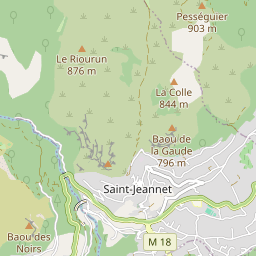 Pességuier
903 m
Le Riourun
876 m
La Colle
844 m
Baou de
la Gaude
796 m
Saint-Jeannet
Baou des
Noirs
M 18